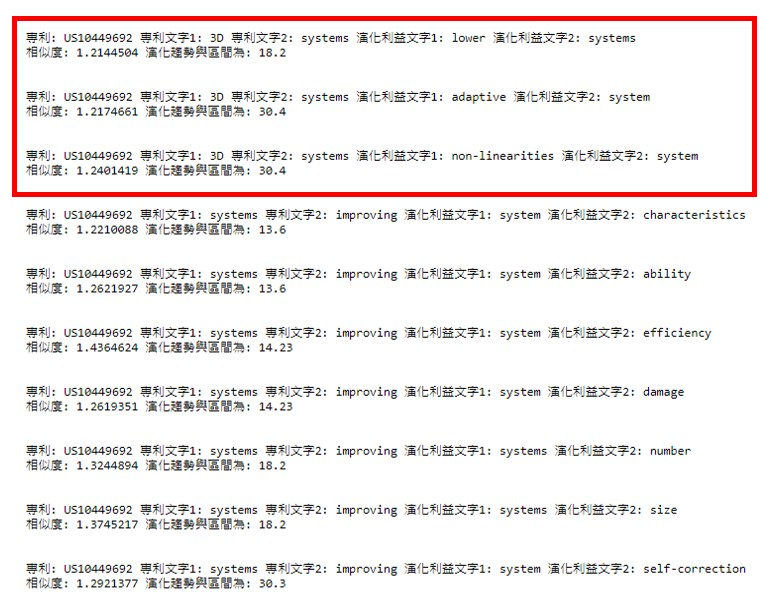 專利: US10449692 專利文字1: 3D 專利文字2: systems 演化利益文字1: lower 演化利益文字2: systems
相似度: 1.2144504 演化趨勢與區間為: 18.2
專利: US10449692 專利文字1: 3D 專利文字2: systems 演化利益文字1: adaptive 演化利益文字2: system
相似度: 1.2174661 演化趨勢與區間為: 30.4
專利: US10449692 專利文字1: 3D 專利文字2: systems 演化利益文字1: non-linearities 演化利益文字2: system
相似度: 1.2401419 演化趨勢與區間為: 30.4
專利: US10449692 專利文字1: systems 專利文字2: improving 演化利益文字1: system 演化利益文字2: characteristics
相似度: 1.2210088 演化趨勢與區間為: 13.6
專利: US10449692 專利文字1: systems 專利文字2: improving 演化利益文字1: system 演化利益文字2: ability
相似度: 1.2621927 演化趨勢與區間為: 13.6
專利: US10449692 專利文字1: systems 專利文字2: improving 演化利益文字1: system 演化利益文字2: efficiency
相似度: 1.4364624 演化趨勢與區間為: 14.23
專利: US10449692 專利文字1: systems 專利文字2: improving 演化利益文字1: system 演化利益文字2: damage
相似度: 1.2619351 演化趨勢與區間為: 14.23
專利: US10449692 專利文字1: systems 專利文字2: improving 演化利益文字1: systems 演化利益文字2: number
相似度: 1.3244894 演化趨勢與區間為: 18.2
專利: US10449692 專利文字1: systems 專利文字2: improving 演化利益文字1: systems 演化利益文字2: size
相似度: 1.3745217 演化趨勢與區間為: 18.2
專利: US10449692 專利文字1: systems 專利文字2: improving 演化利益文字1: system 演化利益文字2: self-correction
相似度: 1.2921377 演化趨勢與區間為: 30.3